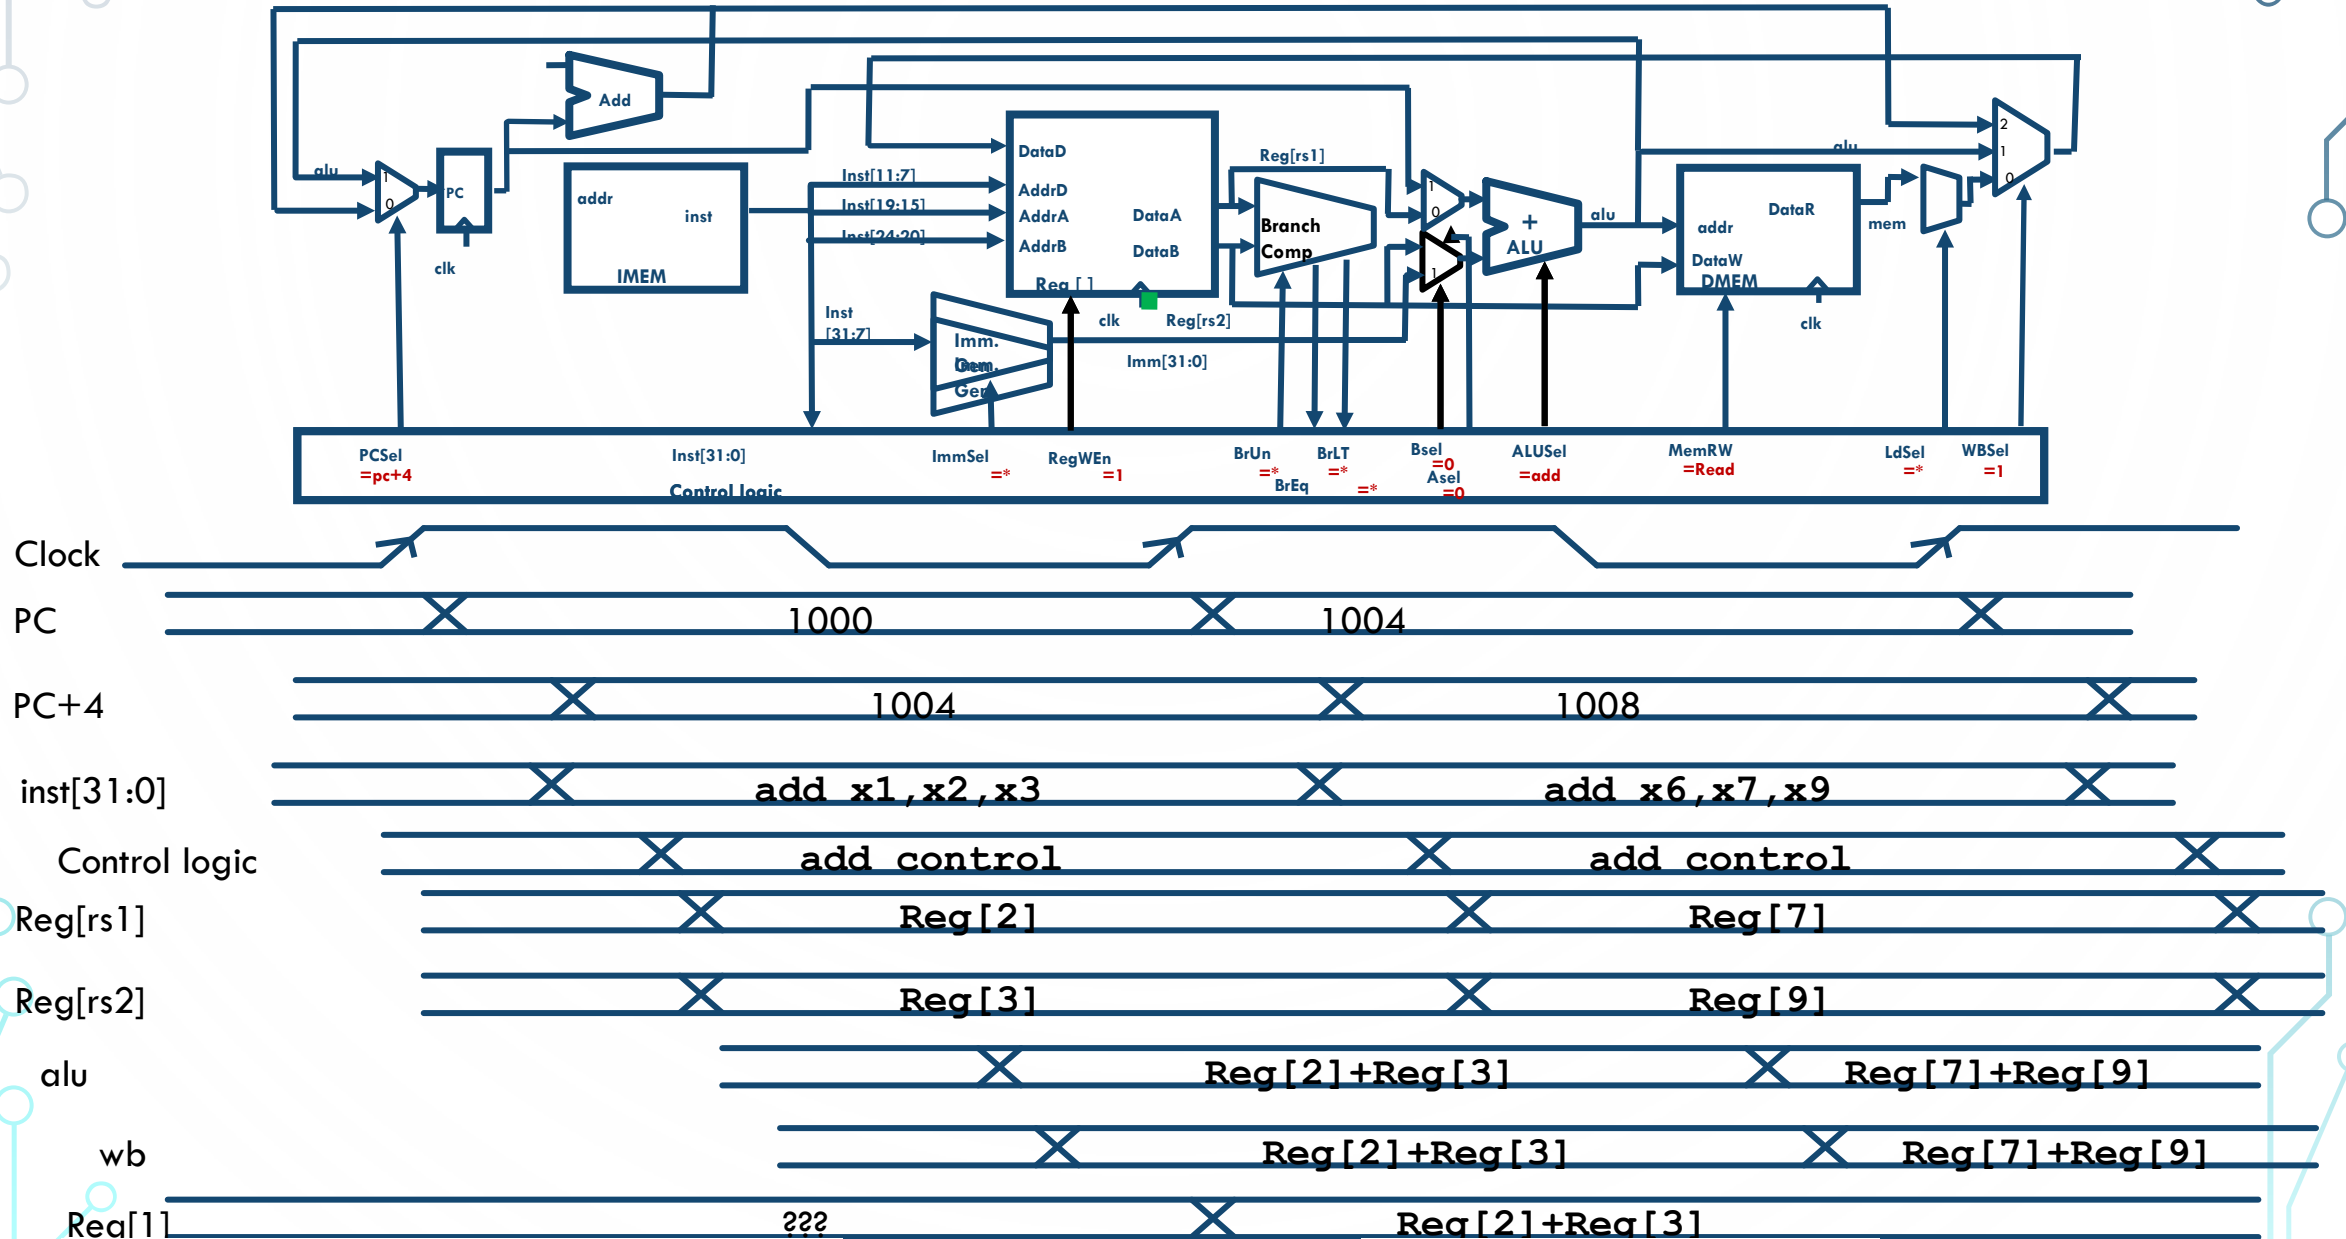 Add
alu
1
0
PC
clk
addr
inst
IMEM
Inst[11:7]
Inst[19:15]
Inst[24:20]
Inst
[31:7]
DataD
AddrD
AddrA
AddrB
DataA
DataB
Reg [ ]
clk
Reg[rs2]
Imm.
Gen
Imm.
Gen
Imm[31:0]
Reg[rs1]
Branch
Comp
1
0
1
+
ALU
alu
addr
DataR
DataW
DMEM
clk
mem
alu
2
1
0
PCSel
=pc+4
Inst[31:0]
Control logic
ImmSel
=*
RegWEn
=1
BrUn
=*
BrEq
=*
BrLT
=*
Bsel
=0
Asel
=0
ALUSel
=add
MemRW
=Read
LdSel
=*
WBSel
=1
Clock
PC 1000 1004
PC+4 1004 1008
inst[31:0] add x1,x2,x3 add x6,x7,x9
Control logic add control add control
Reg[rs1] Reg[2] Reg[7]
Reg[rs2] Reg[3] Reg[9]
alu Reg[2]+Reg[3] Reg[7]+Reg[9]
wb Reg[2]+Reg[3] Reg[7]+Reg[9]
Reg[1] ??? Reg[2]+Reg[3]